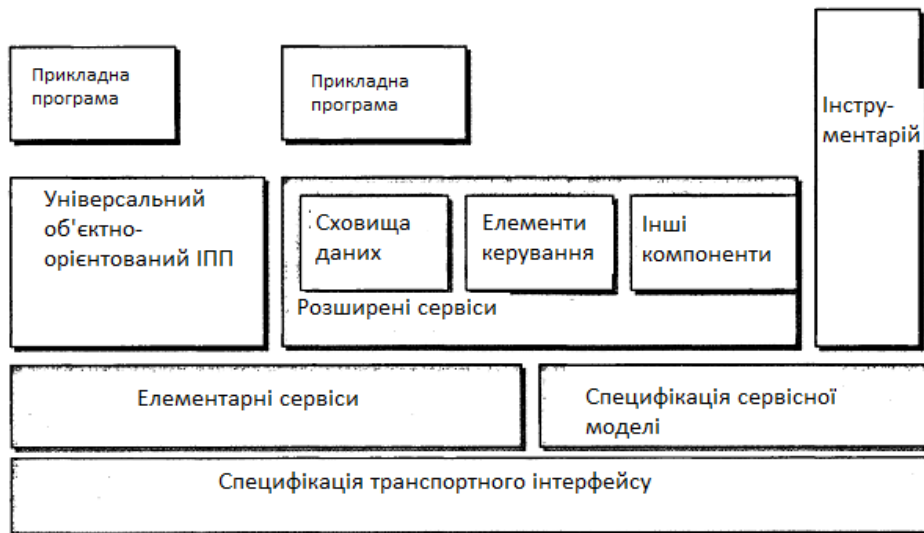 Прикладна
програма
Прикладна
програма
Інстру-
ментарій
Універсальний
об'єктно-
орієнтований ІПП
Сховища
даних
Елементи
керування
Інші
компоненти
Розширені сервіси
Елементарні сервіси
Специфікація сервісної
моделі
Специфікація транспортного інтерфейсу